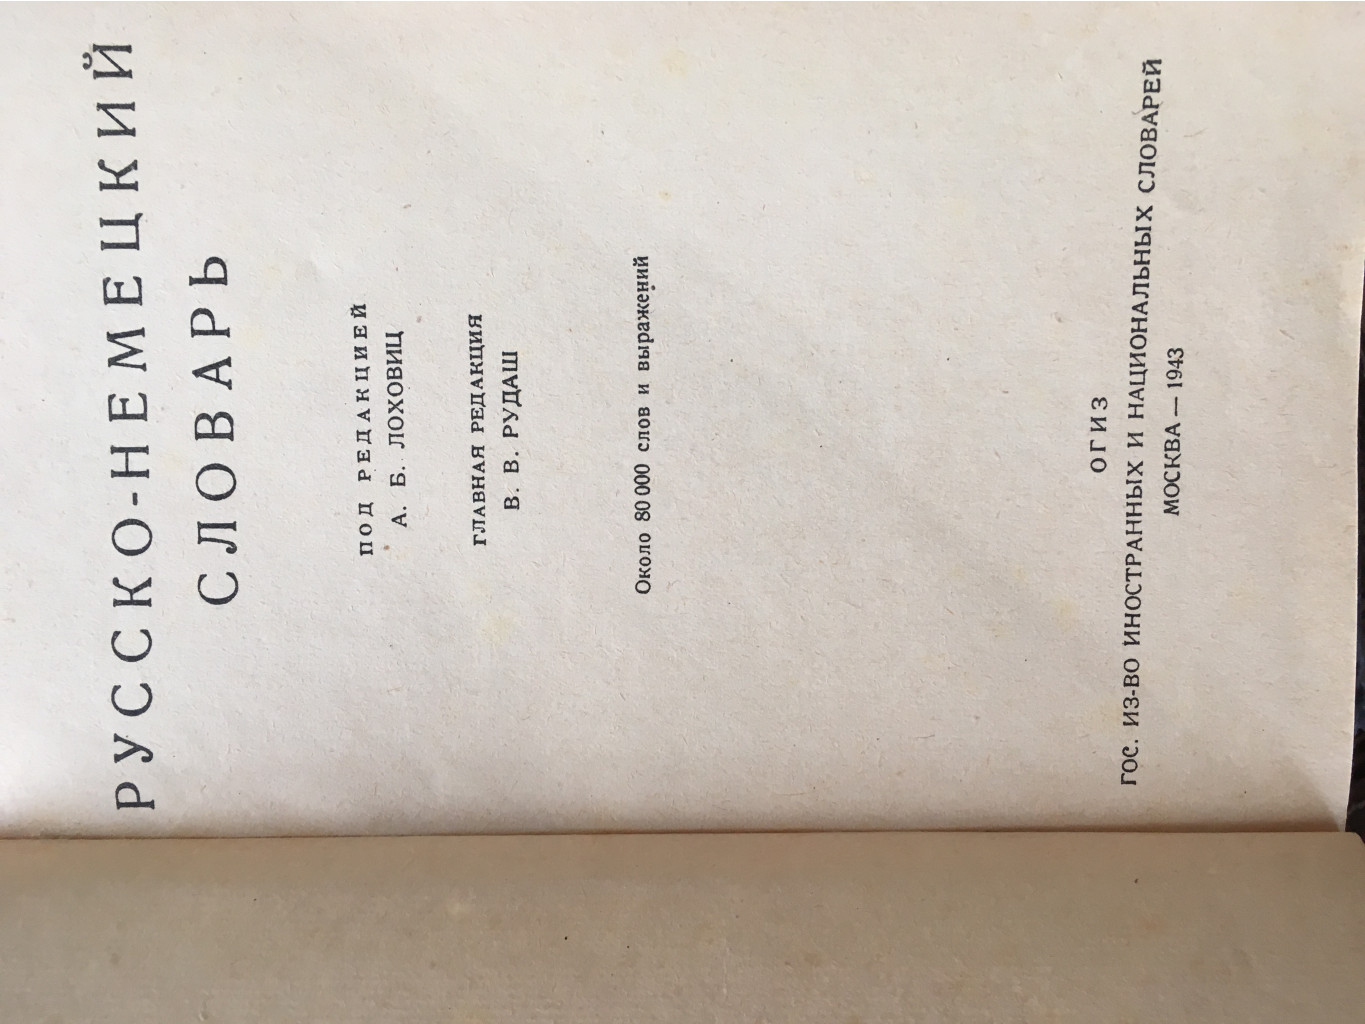 РУССКО-НЕМЕЦКИЙ
СЛОВАРЬ
ПОД РЕДАКЦИЕЙ
А. Б. ЛОХОВИЦ
ГЛАВНАЯ РЕДАКЦИЯ
В. В. РУДАШ
Около 80 000 слов и выражений
ОГИЗ
ГОС. ИЗ-ВО ИНОСТРАННЫХ И НАЦИОНАЛЬНЫХ СЛОВАРЕЙ
МОСКВА — 1943